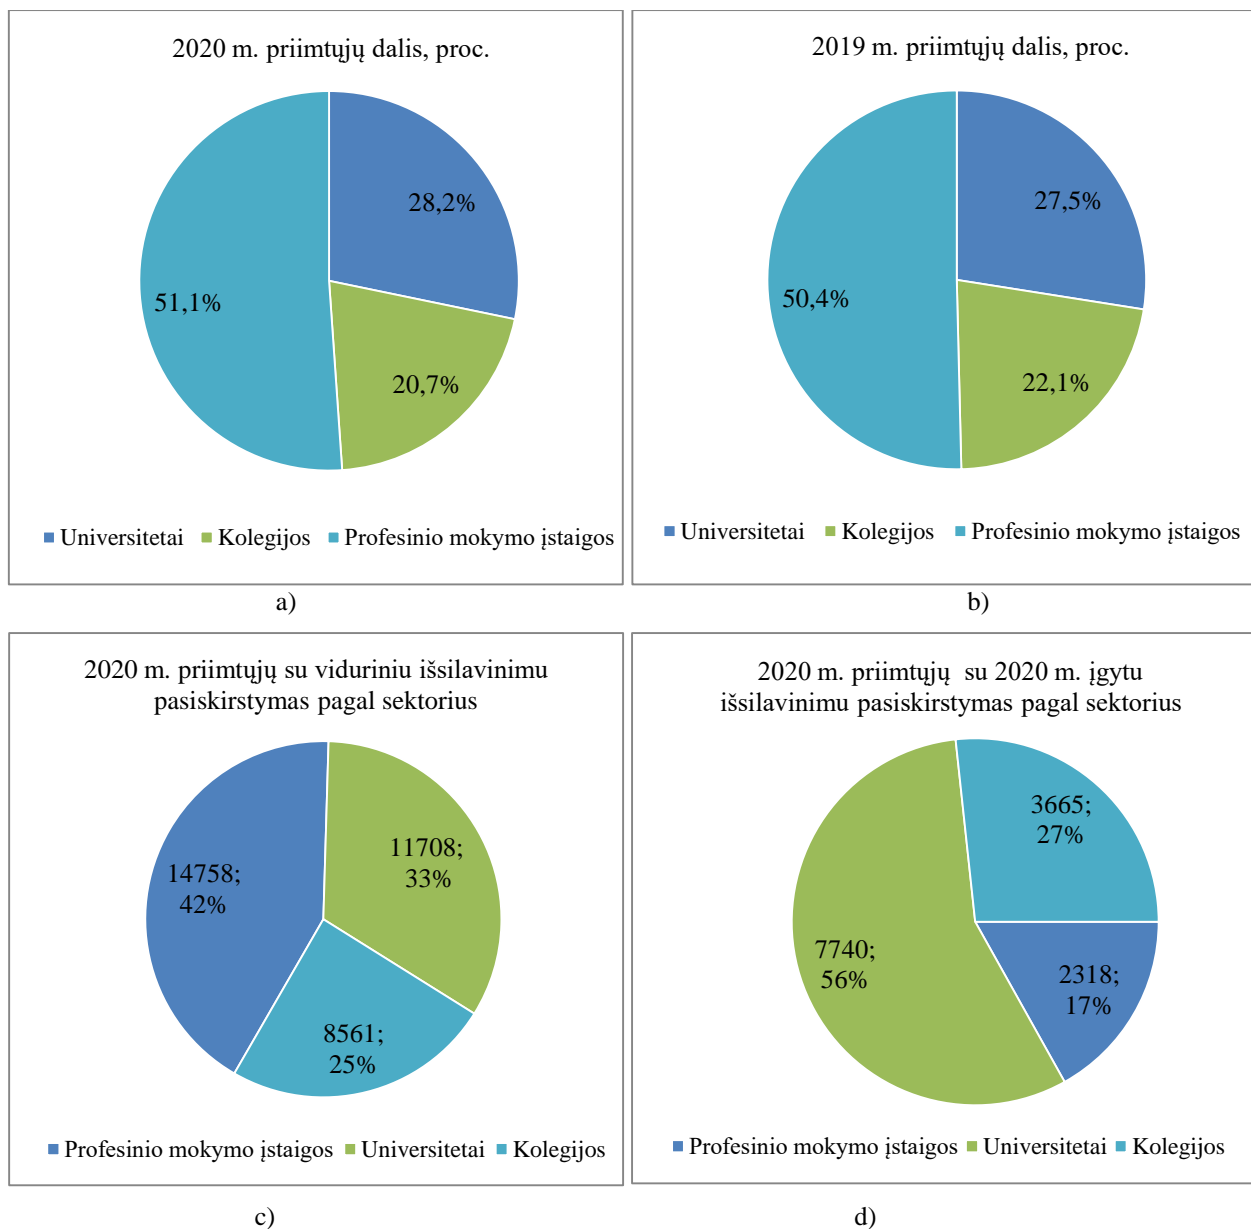 2020 m. priimtųjų dalis, proc.
28,2%
51,1%
20,7%
Universitetai Kolegijos Profesinio mokymo įstaigos
a)
2019 m. priimtųjų dalis, proc.
27,5%
50,4%
22,1%
Universitetai Kolegijos Profesinio mokymo įstaigos
b)
2020 m. priimtųjų su viduriniu išsilavinimu
pasiskirstymas pagal sektorius
11708;
33%
14758;
42%
8561;
25%
Profesinio mokymo įstaigos Universitetai Kolegijos
c)
2020 m. priimtųjų su 2020 m. įgytu
išsilavinimu pasiskirstymas pagal sektorius
3665;
27%
7740;
56%
2318;
17%
Profesinio mokymo įstaigos Universitetai Kolegijos
d)